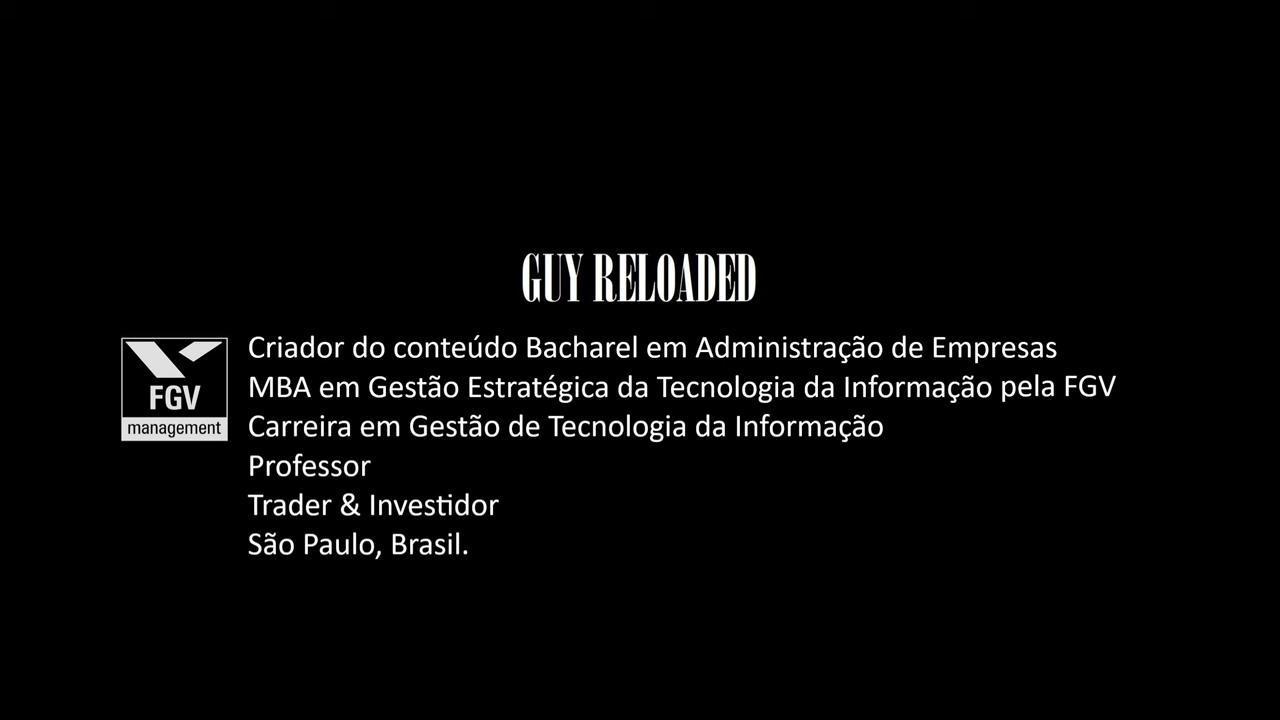 GUY RELOADED
FGV
management
Criador do conteúdo Bacharel em Administração de Empresas
MBA em Gestão Estratégica da Tecnologia da Informação pela FGV
Carreira em Gestão de Tecnologia da Informação
Professor
Trader & Investidor
São Paulo, Brasil.